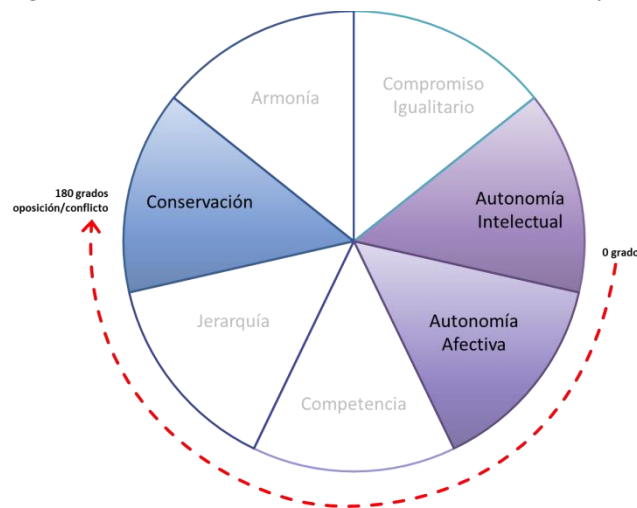 Armonía
Compromiso
Igualitario
180 grados
oposición/conflicto
Conservación
Autonomía
Intelectual
0 grado
Autonomía
Afectiva
Jerarquía
Competencia